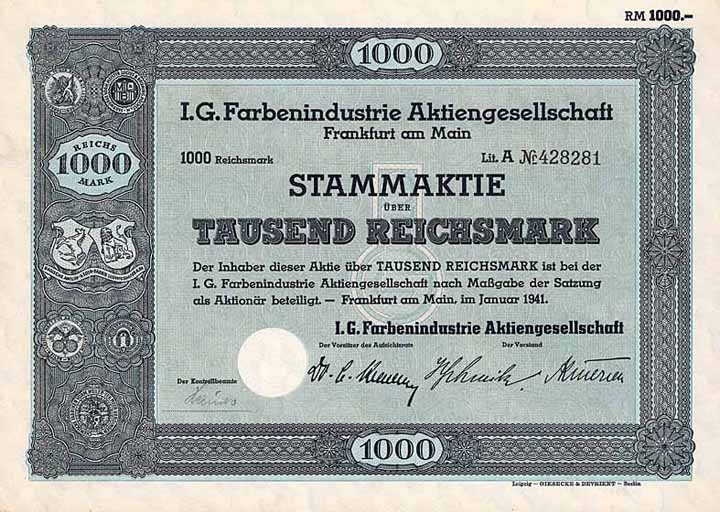 RM 1000.–
1000
I.G. Farbenindustrie Aktiengesellschaft
Frankfurt am Main
REICHS
1000
MARK
1000 Reichsmark
Lit. A № 428281
STAMMAKTIE
ÜBER
TAUSEND REICHSMARK
Der Inhaber dieser Aktie über TAUSEND REICHSMARK ist bei der
I. G. Farbenindustrie Aktiengesellschaft nach Maßgabe der Satzung
als Aktionär beteiligt. — Frankfurt am Main, im Januar 1941.
I.G. Farbenindustrie Aktiengesellschaft
Der Vorsitzer des Aufsichtsrats
Der Vorstand
Der Kontrollbeamte
1000
Leipzig — GIESECKE & DEVRIENT — Berlin